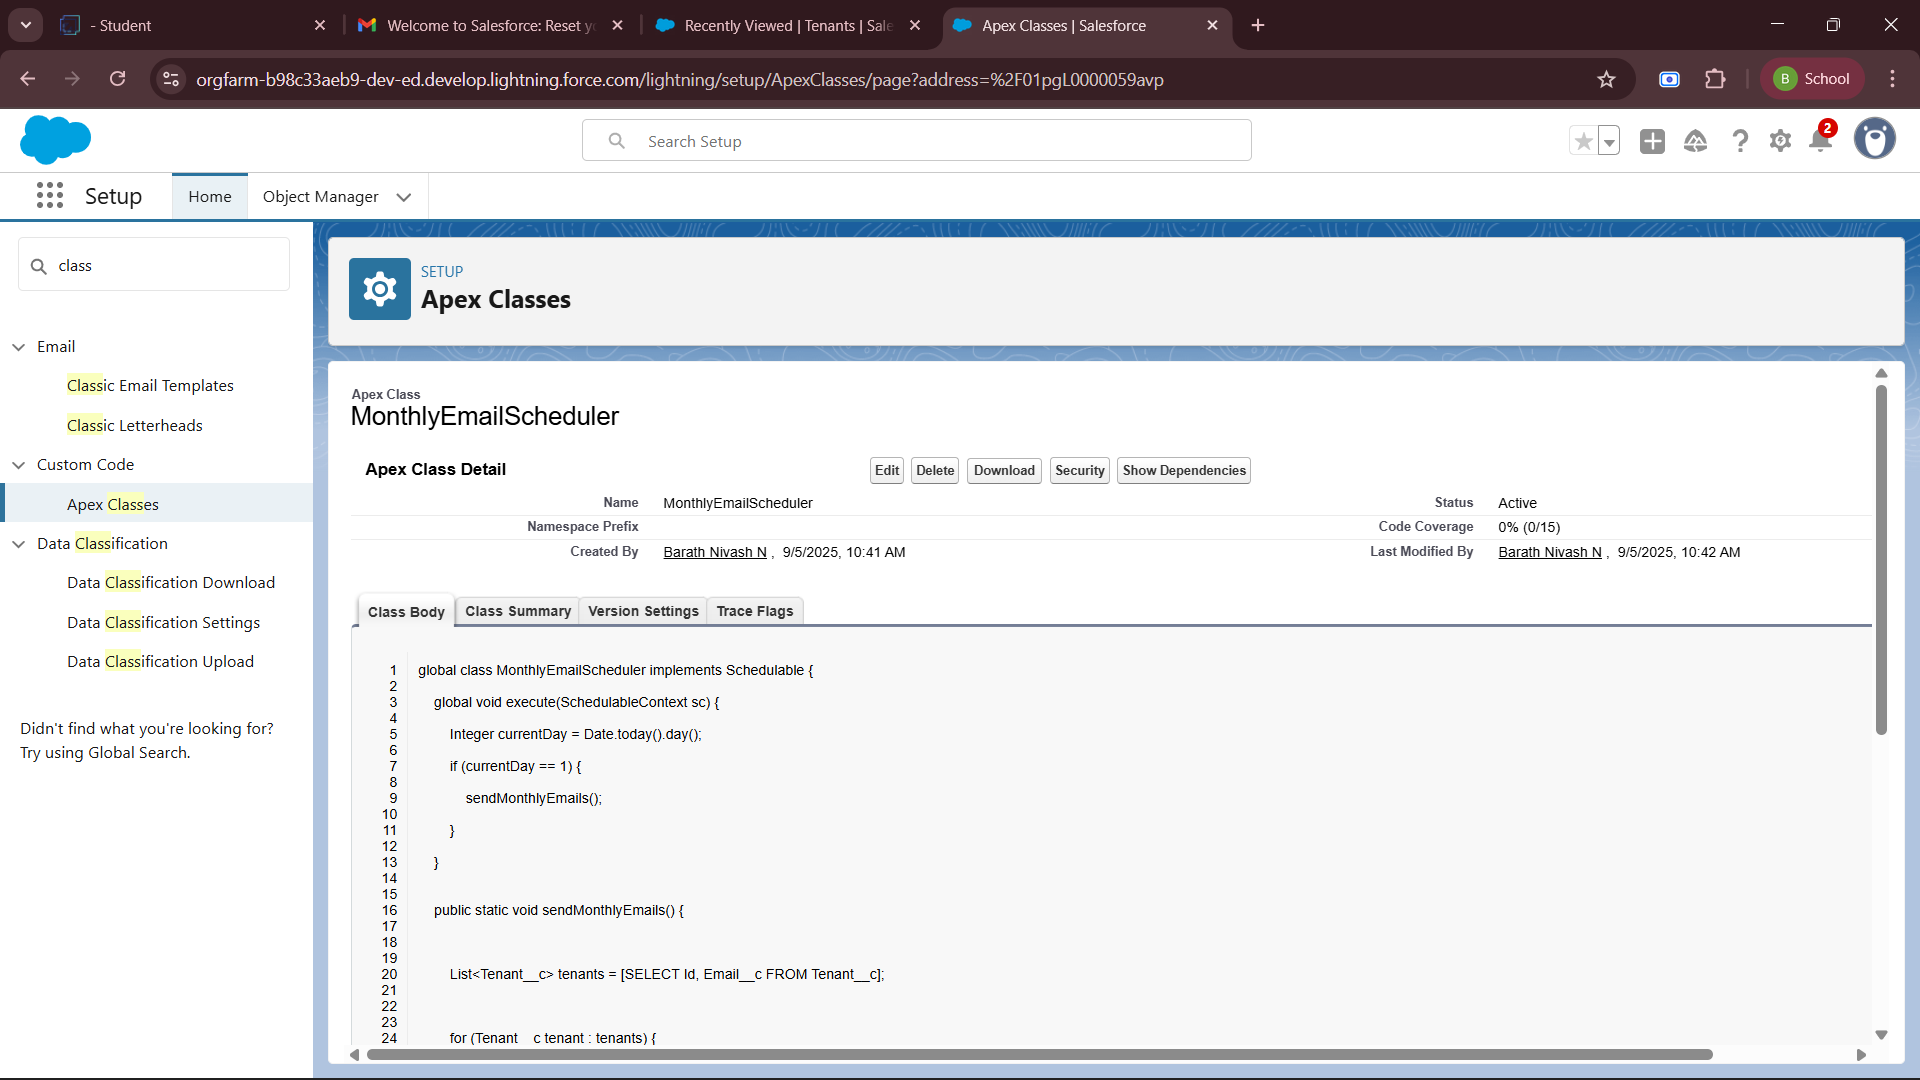 - Student
Welcome to Salesforce: Reset yo
Recently Viewed | Tenants | Sale
Apex Classes | Salesforce
orgfarm-b98c33aeb9-dev-ed.develop.lightning.force.com/lightning/setup/ApexClasses/page?address=%2F01pgL0000059avp
B School
Search Setup
2
Setup
Home
Object Manager
class
Email
Classic Email Templates
Classic Letterheads
Custom Code
Apex Classes
Data Classification
Data Classification Download
Data Classification Settings
Data Classification Upload
Didn't find what you're looking for?
Try using Global Search.
SETUP
Apex Classes
Apex Class
MonthlyEmailScheduler
Apex Class Detail
Edit Delete Download Security Show Dependencies
Name MonthlyEmailScheduler Status Active
Namespace Prefix Code Coverage 0% (0/15)
Created By Barath Nivash N , 9/5/2025, 10:41 AM Last Modified By Barath Nivash N , 9/5/2025, 10:42 AM
Class Body Class Summary Version Settings Trace Flags
1 global class MonthlyEmailScheduler implements Schedulable {
2
3 global void execute(SchedulableContext sc) {
4
5 Integer currentDay = Date.today().day();
6
7 if (currentDay == 1) {
8
9 sendMonthlyEmails();
10
11 }
12
13 }
14
15
16 public static void sendMonthlyEmails() {
17
18
19
20 List<Tenant__c> tenants = [SELECT Id, Email__c FROM Tenant__c];
21
22
23
24 for (Tenant__c tenant : tenants) {